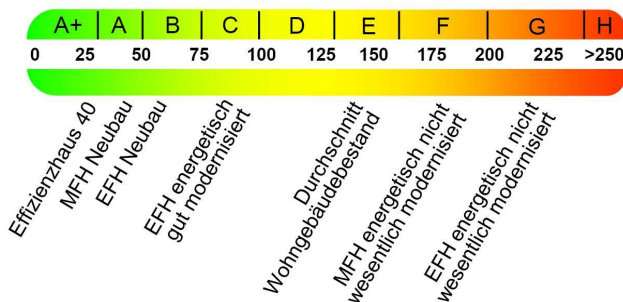 A+ A B C D E F G H
0 25 50 75 100 125 150 175 200 225 >250
Effizienzhaus 40
MFH Neubau
EFH Neubau
EFH energetisch
gut modernisiert
Durchschnitt
Wohngebäudebestand
MFH energetisch nicht
wesentlich modernisiert
EFH energetisch nicht
wesentlich modernisiert